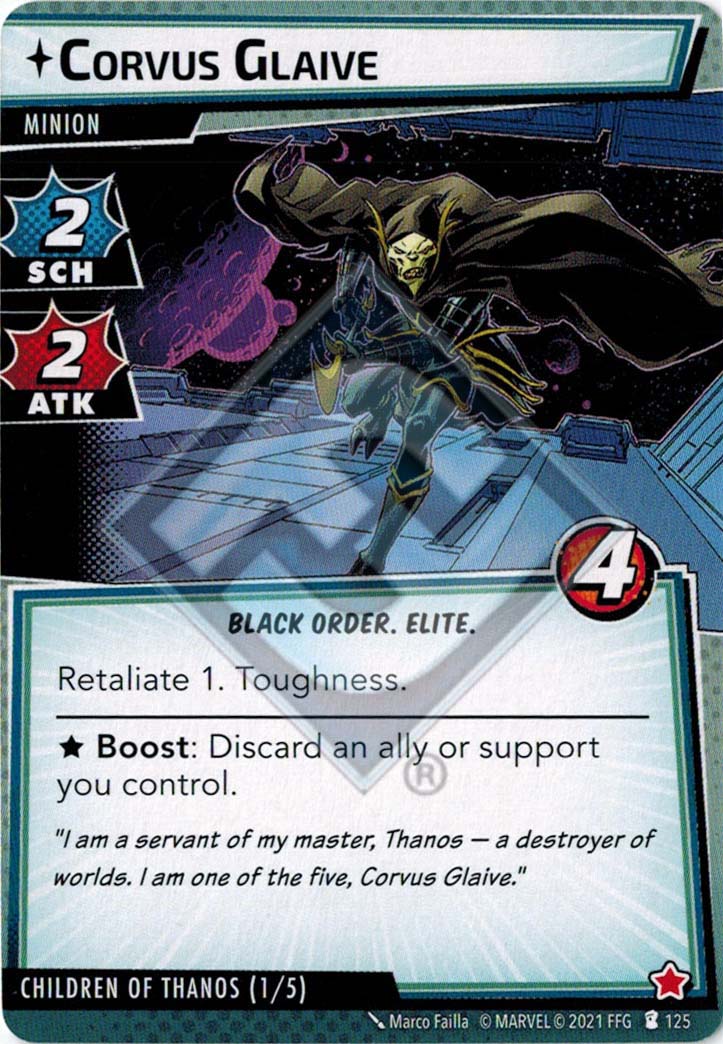 CORVUS GLAIVE
MINION
2
SCH
2
ATK
4
BLACK ORDER. ELITE.
Retaliate 1. Toughness.
★ Boost: Discard an ally or support
you control.
"I am a servant of my master, Thanos — a destroyer of
worlds. I am one of the five, Corvus Glaive."
®
CHILDREN OF THANOS (1/5)
Marco Failla © MARVEL © 2021 FFG 125